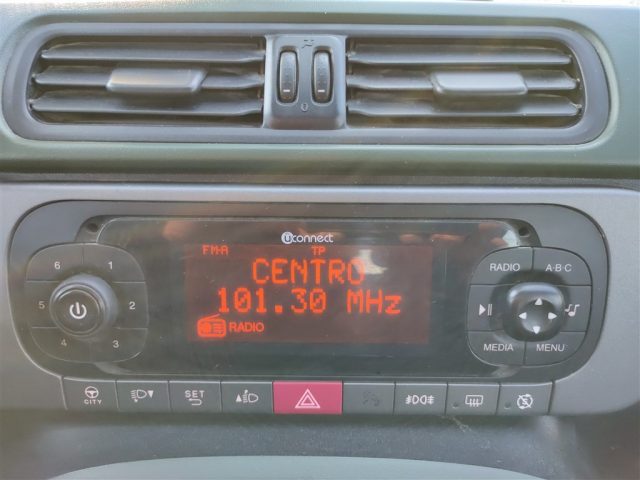 uconnect
FM-A TP
CENTRO
101.30 MHz
RADIO
6 1
5 2
4 3
RADIO A·B·C
MEDIA MENU
CITY
SET